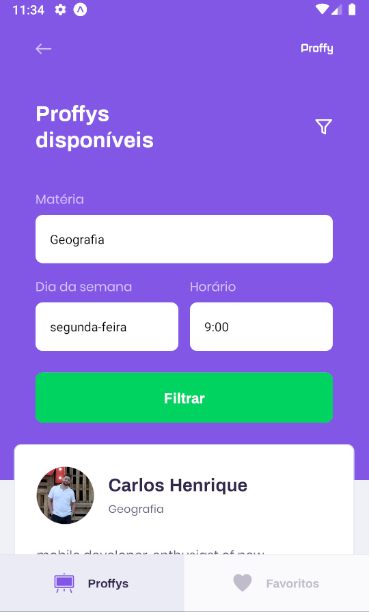 11:34
Proffy
Proffys
disponíveis
Matéria
Geografia
Dia da semana Horário
segunda-feira 9:00
Filtrar
Carlos Henrique
Geografia
mobile developer, enthusiast of new
Proffys Favoritos